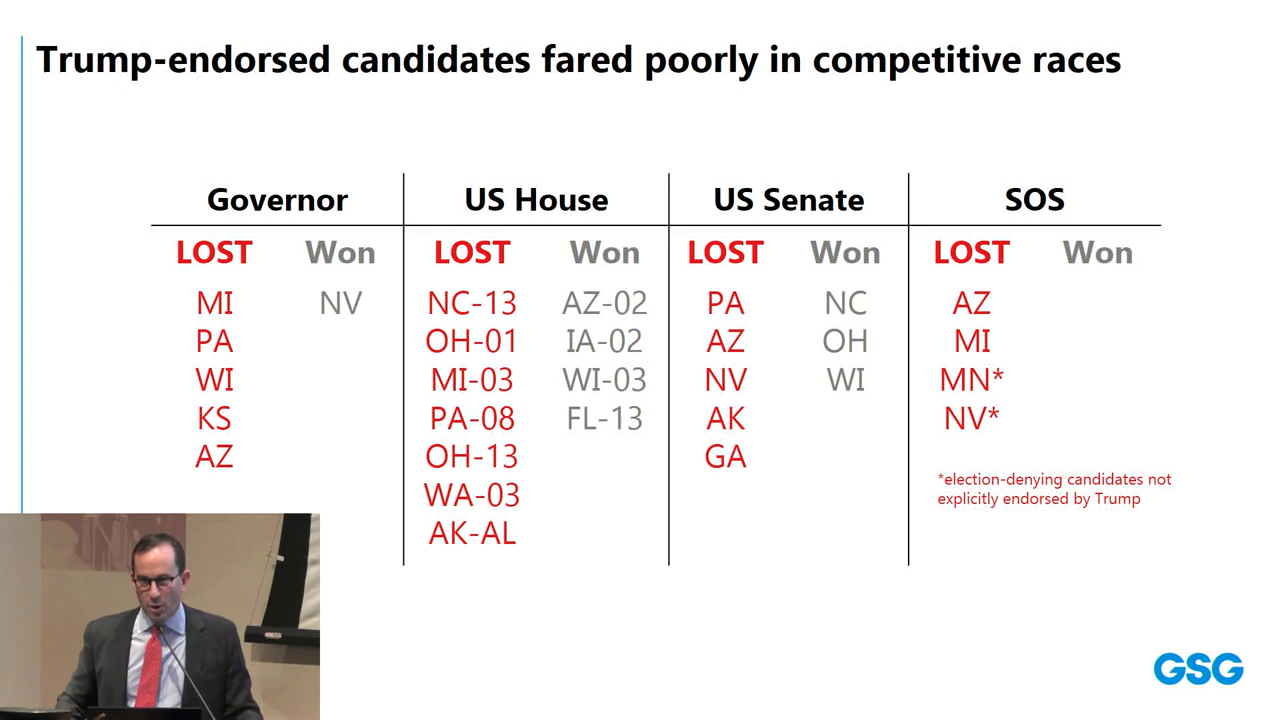 Trump-endorsed candidates fared poorly in competitive races
Governor US House US Senate SOS
LOST Won LOST Won LOST Won LOST Won
MI NV NC-13 AZ-02 PA NC AZ
PA OH-01 IA-02 AZ OH MI
WI MI-03 WI-03 NV WI MN*
KS PA-08 FL-13 AK NV*
AZ OH-13 GA
WA-03
AK-AL
*election-denying candidates not
explicitly endorsed by Trump
GSG